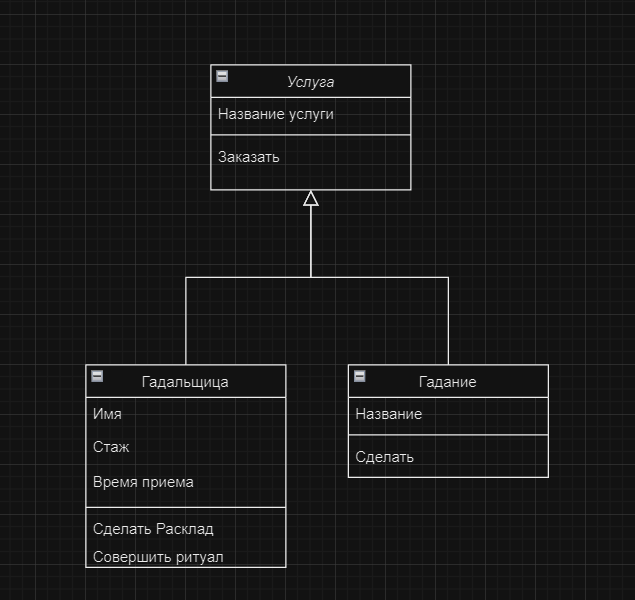 Услуга
Название услуги
Заказать
Гадальщица
Имя
Стаж
Время приема
Сделать Расклад
Совершить ритуал
Гадание
Название
Сделать